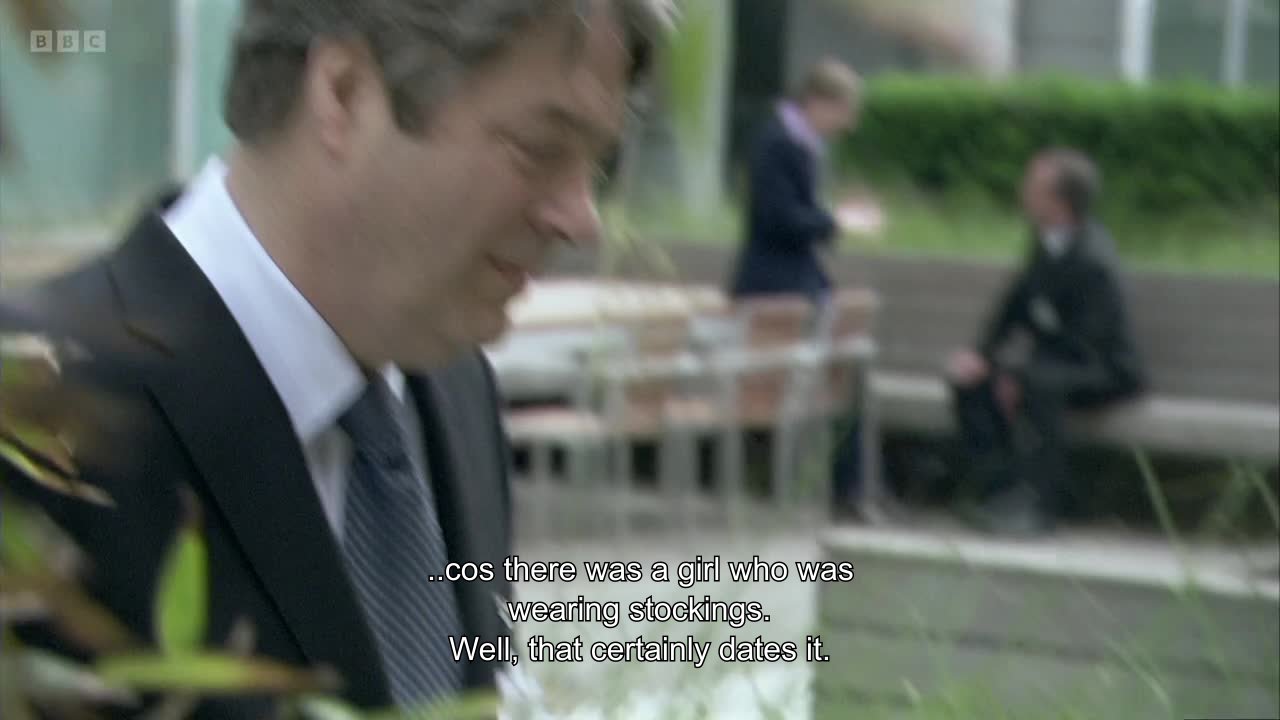 BBC
..cos there was a girl who was
wearing stockings.
Well, that certainly dates it.